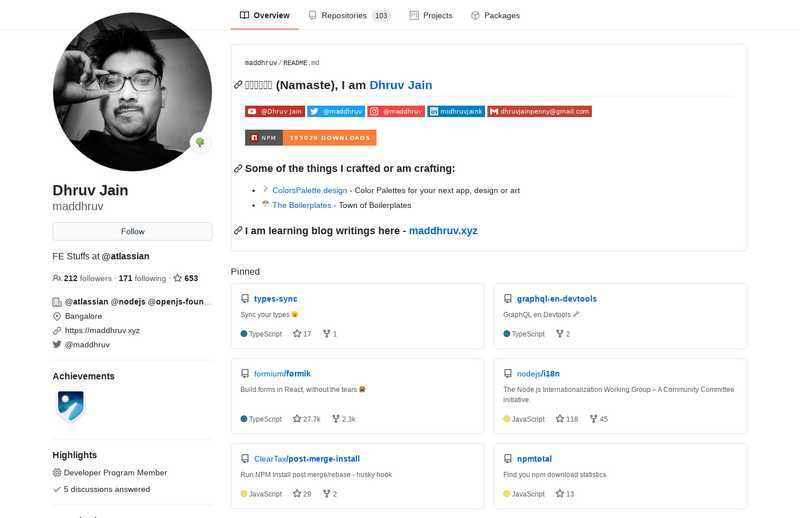 Overview
Repositories 103
Projects
Packages
maddhruv/README.md
(Namaste), I am Dhruv Jain
@Dhruv Jain
@maddhruv
@maddhruv
midhruvjaink
dhruvjainpenny@gmail.com
NPM 195026 DOWNLOADS
Some of the things I crafted or am crafting:
ColorsPalette.design - Color Palettes for your next app, design or art
The Boilerplates - Town of Boilerplates
I am learning blog writings here - maddhruv.xyz
Dhruv Jain
maddhruv
Follow
FE Stuffs at @atlassian
212 followers · 171 following · 653
@atlassian @nodejs @openjs-foun...
Bangalore
https://maddhruv.xyz
@maddhruv
Achievements
Highlights
Developer Program Member
5 discussions answered
Pinned
types-sync
Sync your types
TypeScript 17 1
graphql-en-devtools
GraphQL en Devtools
TypeScript 2
formium/formik
Build forms in React, without the tears
TypeScript 27.7k 2.3k
nodejs/i18n
The Node.js Internationalization Working Group – A Community Committee
initiative.
JavaScript 118 45
ClearTax/post-merge-install
Run NPM Install post merge/rebase - husky hook
JavaScript 29 2
npmtotal
Find you npm download statistics
JavaScript 13